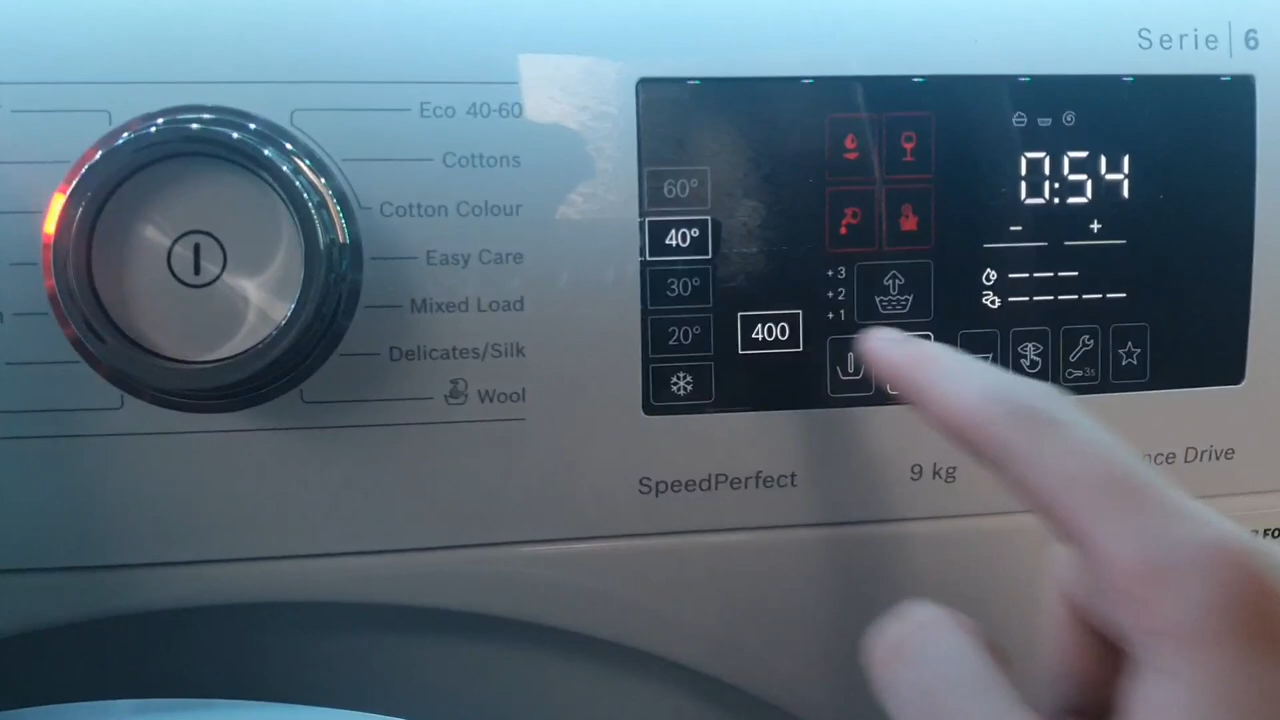 Serie | 6
Eco 40-60
Cottons
Cotton Colour
Easy Care
Mixed Load
Delicates/Silk
Wool
60°
40°
30°
20°
400
+3
+2
+1
0:54
- +
3s
SpeedPerfect
9 kg
Drive